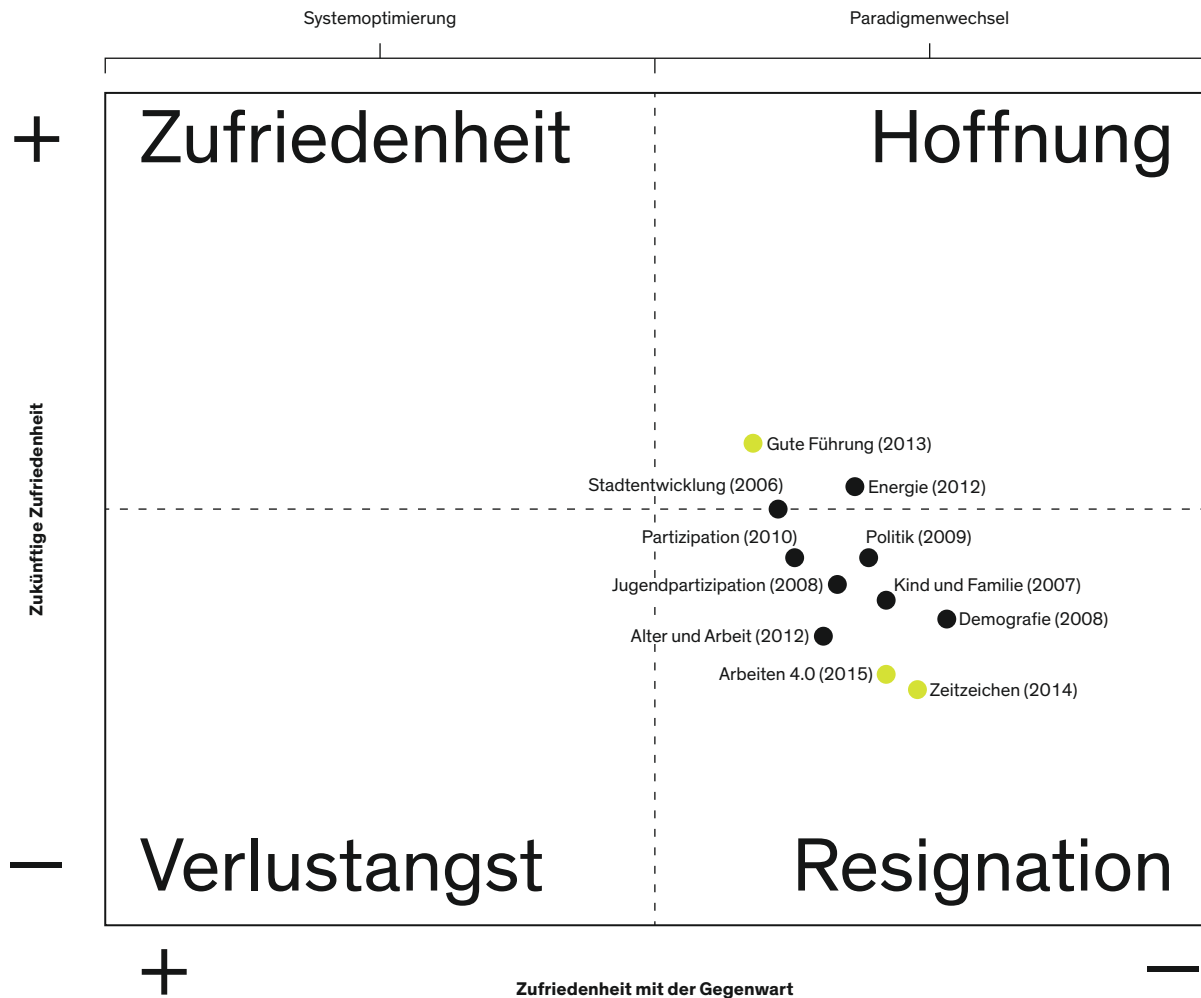 Systemoptimierung
Paradigmenwechsel
+
Zufriedenheit
Hoffnung
Zukünftige Zufriedenheit
Gute Führung (2013)
Stadtentwicklung (2006)
Energie (2012)
Partizipation (2010)
Politik (2009)
Jugendpartizipation (2008)
Kind und Familie (2007)
Demografie (2008)
Alter und Arbeit (2012)
Arbeiten 4.0 (2015)
Zeitzeichen (2014)
—
Verlustangst
Resignation
+
—
Zufriedenheit mit der Gegenwart